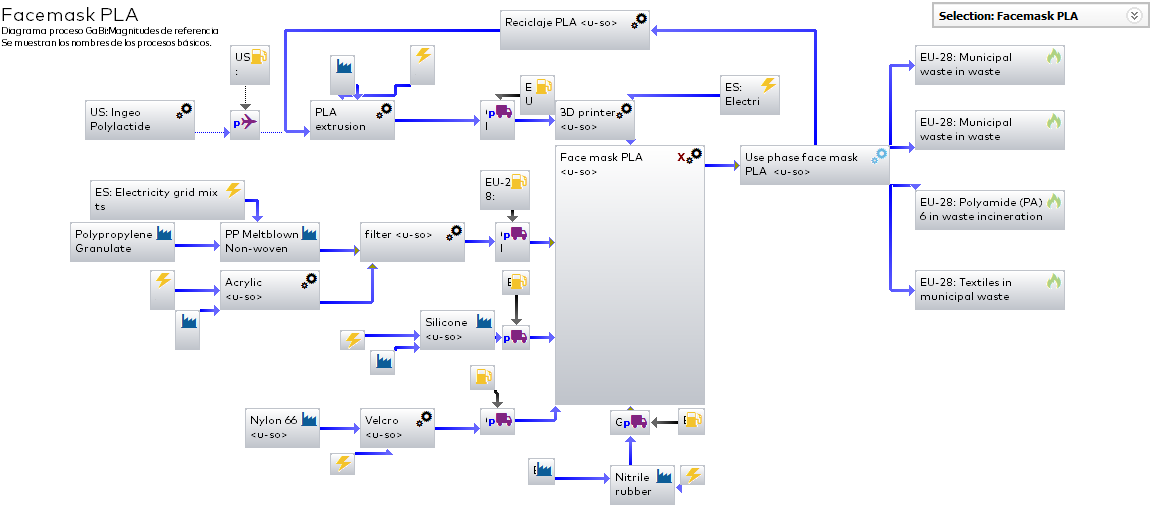 Facemask PLA
Diagrama proceso GaBi:Magnitudes de referencia
Se muestran los nombres de los procesos básicos.
Selection: Facemask PLA
Reciclaje PLA <u-so>
US
:
US: Ingeo
Polylactide
p
PLA
extrusion
E
U
p
3D printer
<u-so>
ES:
Electri
EU-28: Municipal
waste in waste
EU-28: Municipal
waste in waste
Face mask PLA
<u-so>
X
Use phase face mask
PLA <u-so>
EU-28: Polyamide (PA)
6 in waste incineration
EU-28: Textiles in
municipal waste
ES: Electricity grid mix
ts
EU-2
8:
Polypropylene
Granulate
PP Meltblown
Non-woven
filter <u-so>
p
Acrylic
<u-so>
Silicone
<u-so>
p
Nylon 66
<u-so>
Velcro
<u-so>
p
Gp
Nitrile
rubber